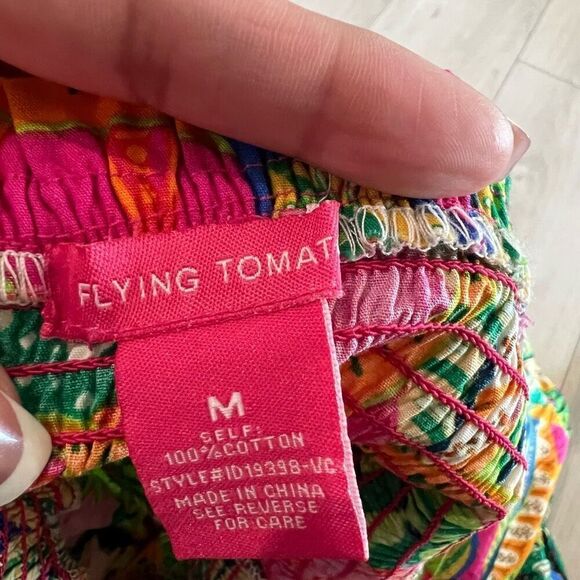 FLYING TOMAT
M
SELF:
100% COTTON
STYLE#ID19398-VC
MADE IN CHINA
SEE REVERSE
FOR CARE